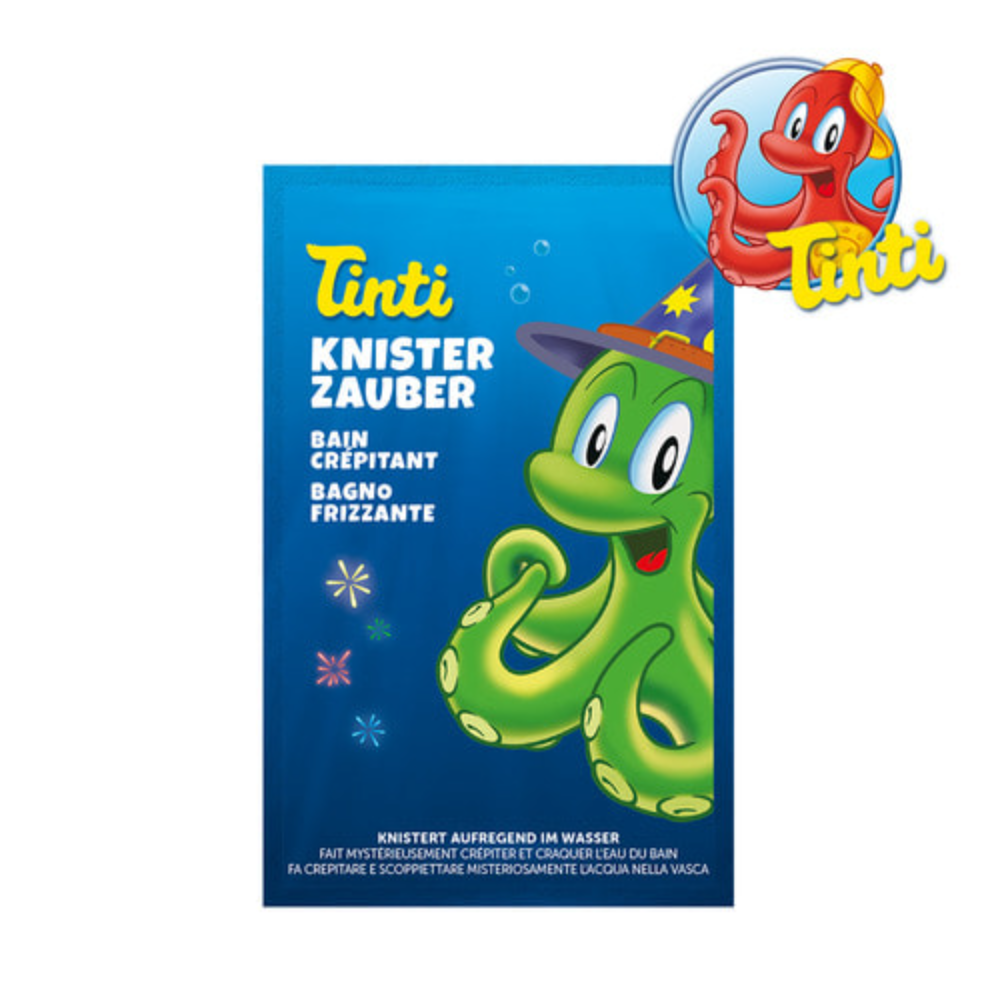 Tinti
Tinti
KNISTER
ZAUBER
BAIN
CRÉPITANT
BAGNO
FRIZZANTE
KNISTERT AUFREGEND IM WASSER
FAIT MYSTÉRIEUSEMENT CRÉPITER ET CRAQUER L'EAU DU BAIN
FA CREPITARE E SCOPPIETTARE MISTERIOSAMENTE L'ACQUA NELLA VASCA